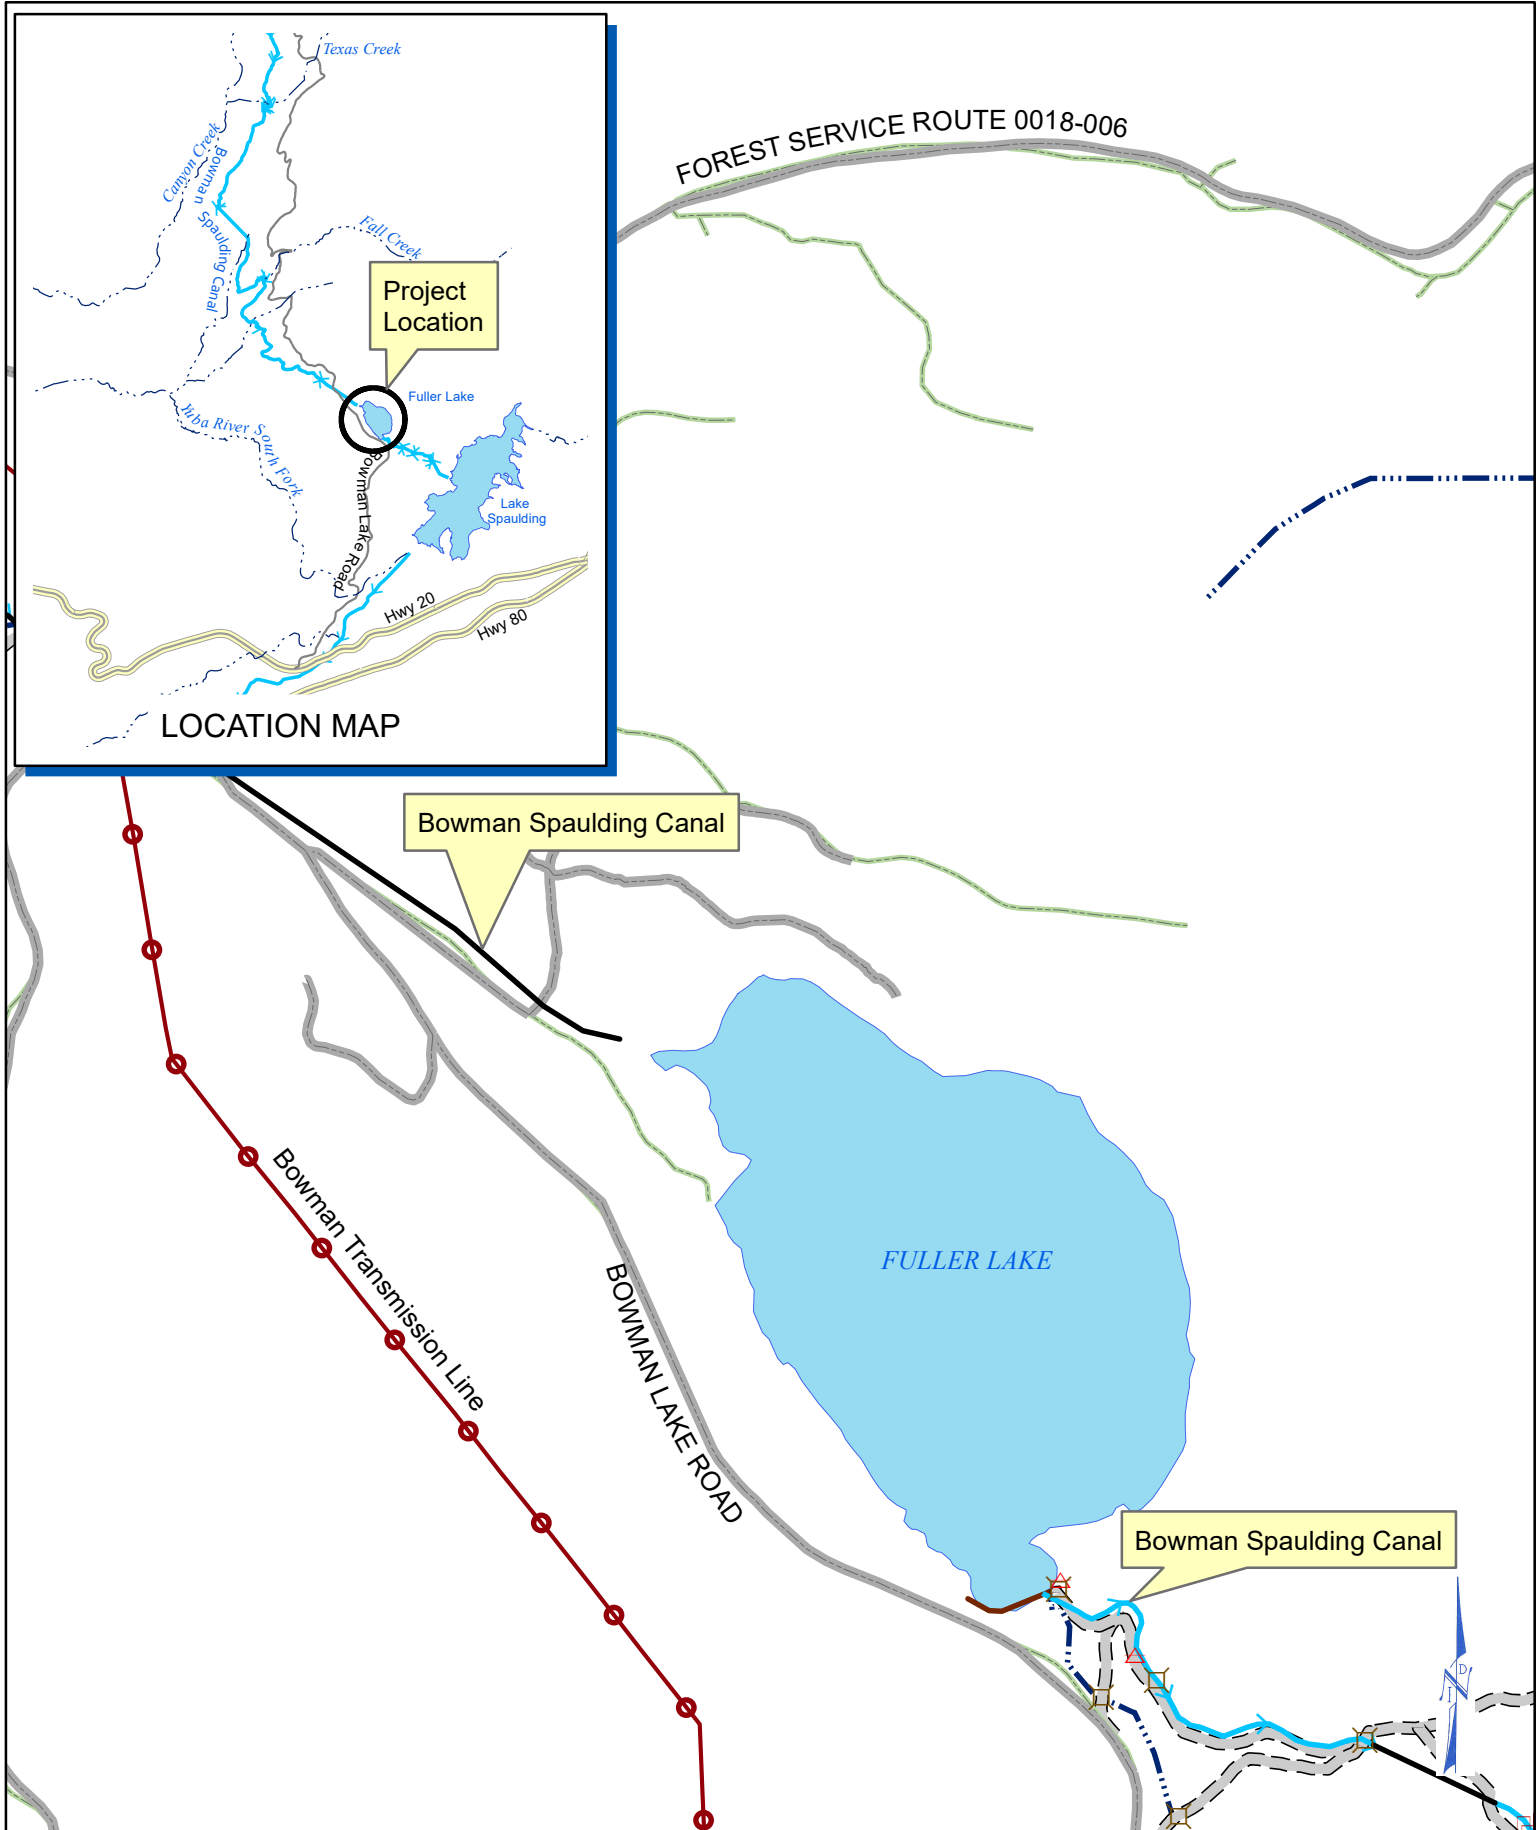 Texas Creek
Canyon Creek
Bowman Spaulding Canal
Fall Creek
Project
Location
Fuller Lake
Yuba River South Fork
Lake
Spaulding
Bowman Lake Road
Hwy 20
Hwy 80
LOCATION MAP
FOREST SERVICE ROUTE 0018-006
Bowman Spaulding Canal
FULLER LAKE
Bowman Transmission Line
BOWMAN LAKE ROAD
Bowman Spaulding Canal
N
I D